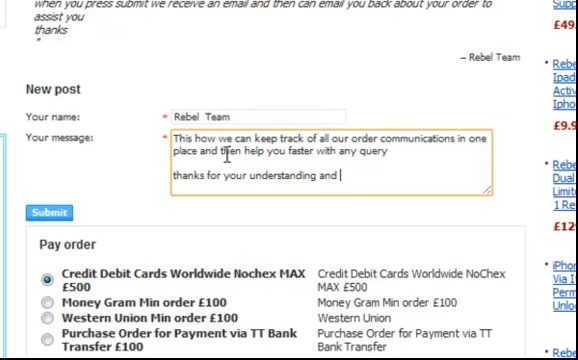 when you press submit we receive an email and then can email you back about your order to
assist you
thanks
"
– Rebel Team
New post
Your name: * Rebel Team
Your message: * This how we can keep track of all our order communications in one
place and then help you faster with any query
thanks for your understanding and
Submit
Pay order
Credit Debit Cards Worldwide Nochex MAX £500
Credit Debit Cards Worldwide NoChex MAX £500
Money Gram Min order £100
Money Gram Min order £100
Western Union Min order £100
Western Union
Purchase Order for Payment via TT Bank Transfer £100
Purchase Order for Payment via TT Bank Transfer £100
£49
Rebe
Ipad
Activ
Ipho
£9.9
Rebe
Dual
Limit
1 Re
£12
iPho
Via I
Perm
Unlo
Rebe